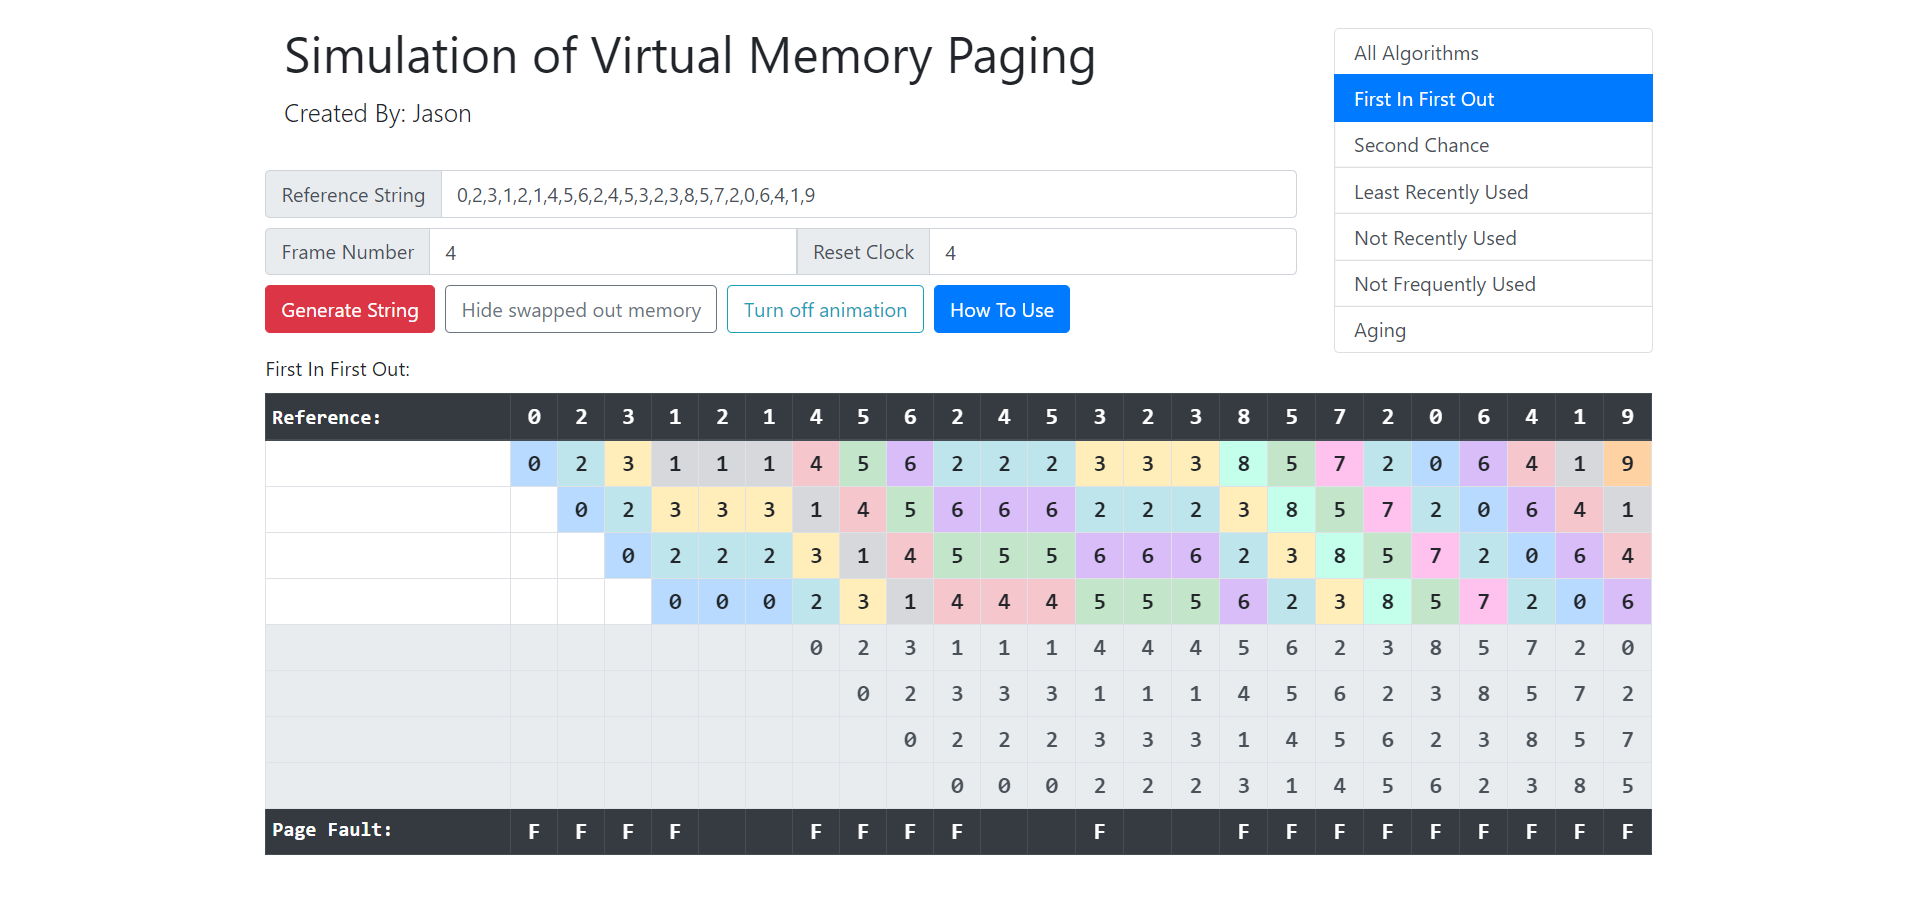 Simulation of Virtual Memory Paging
Created By: Jason
All Algorithms
First In First Out
Second Chance
Least Recently Used
Not Recently Used
Not Frequently Used
Aging
Reference String 0,2,3,1,2,1,4,5,6,2,4,5,3,2,3,8,5,7,2,0,6,4,1,9
Frame Number 4 Reset Clock 4
Generate String Hide swapped out memory Turn off animation How To Use
First In First Out:
Reference: 0 2 3 1 2 1 4 5 6 2 4 5 3 2 3 8 5 7 2 0 6 4 1 9
0 2 3 1 1 1 4 5 6 2 2 2 3 3 3 8 5 7 2 0 6 4 1 9
0 2 3 3 3 1 4 5 6 6 6 2 2 2 3 8 5 7 2 0 6 4 1
0 2 2 2 3 1 4 5 5 5 6 6 6 2 3 8 5 7 2 0 6 4
0 0 0 2 3 1 4 4 4 5 5 5 6 2 3 8 5 7 2 0 6
0 2 3 1 1 1 4 4 4 5 6 2 3 8 5 7 2 0
0 2 3 3 3 1 1 1 4 5 6 2 3 8 5 7 2
0 2 2 2 3 3 3 1 4 5 6 2 3 8 5 7
0 0 0 2 2 2 3 1 4 5 6 2 3 8 5
Page Fault: F F F F F F F F F F F F F F F F F F